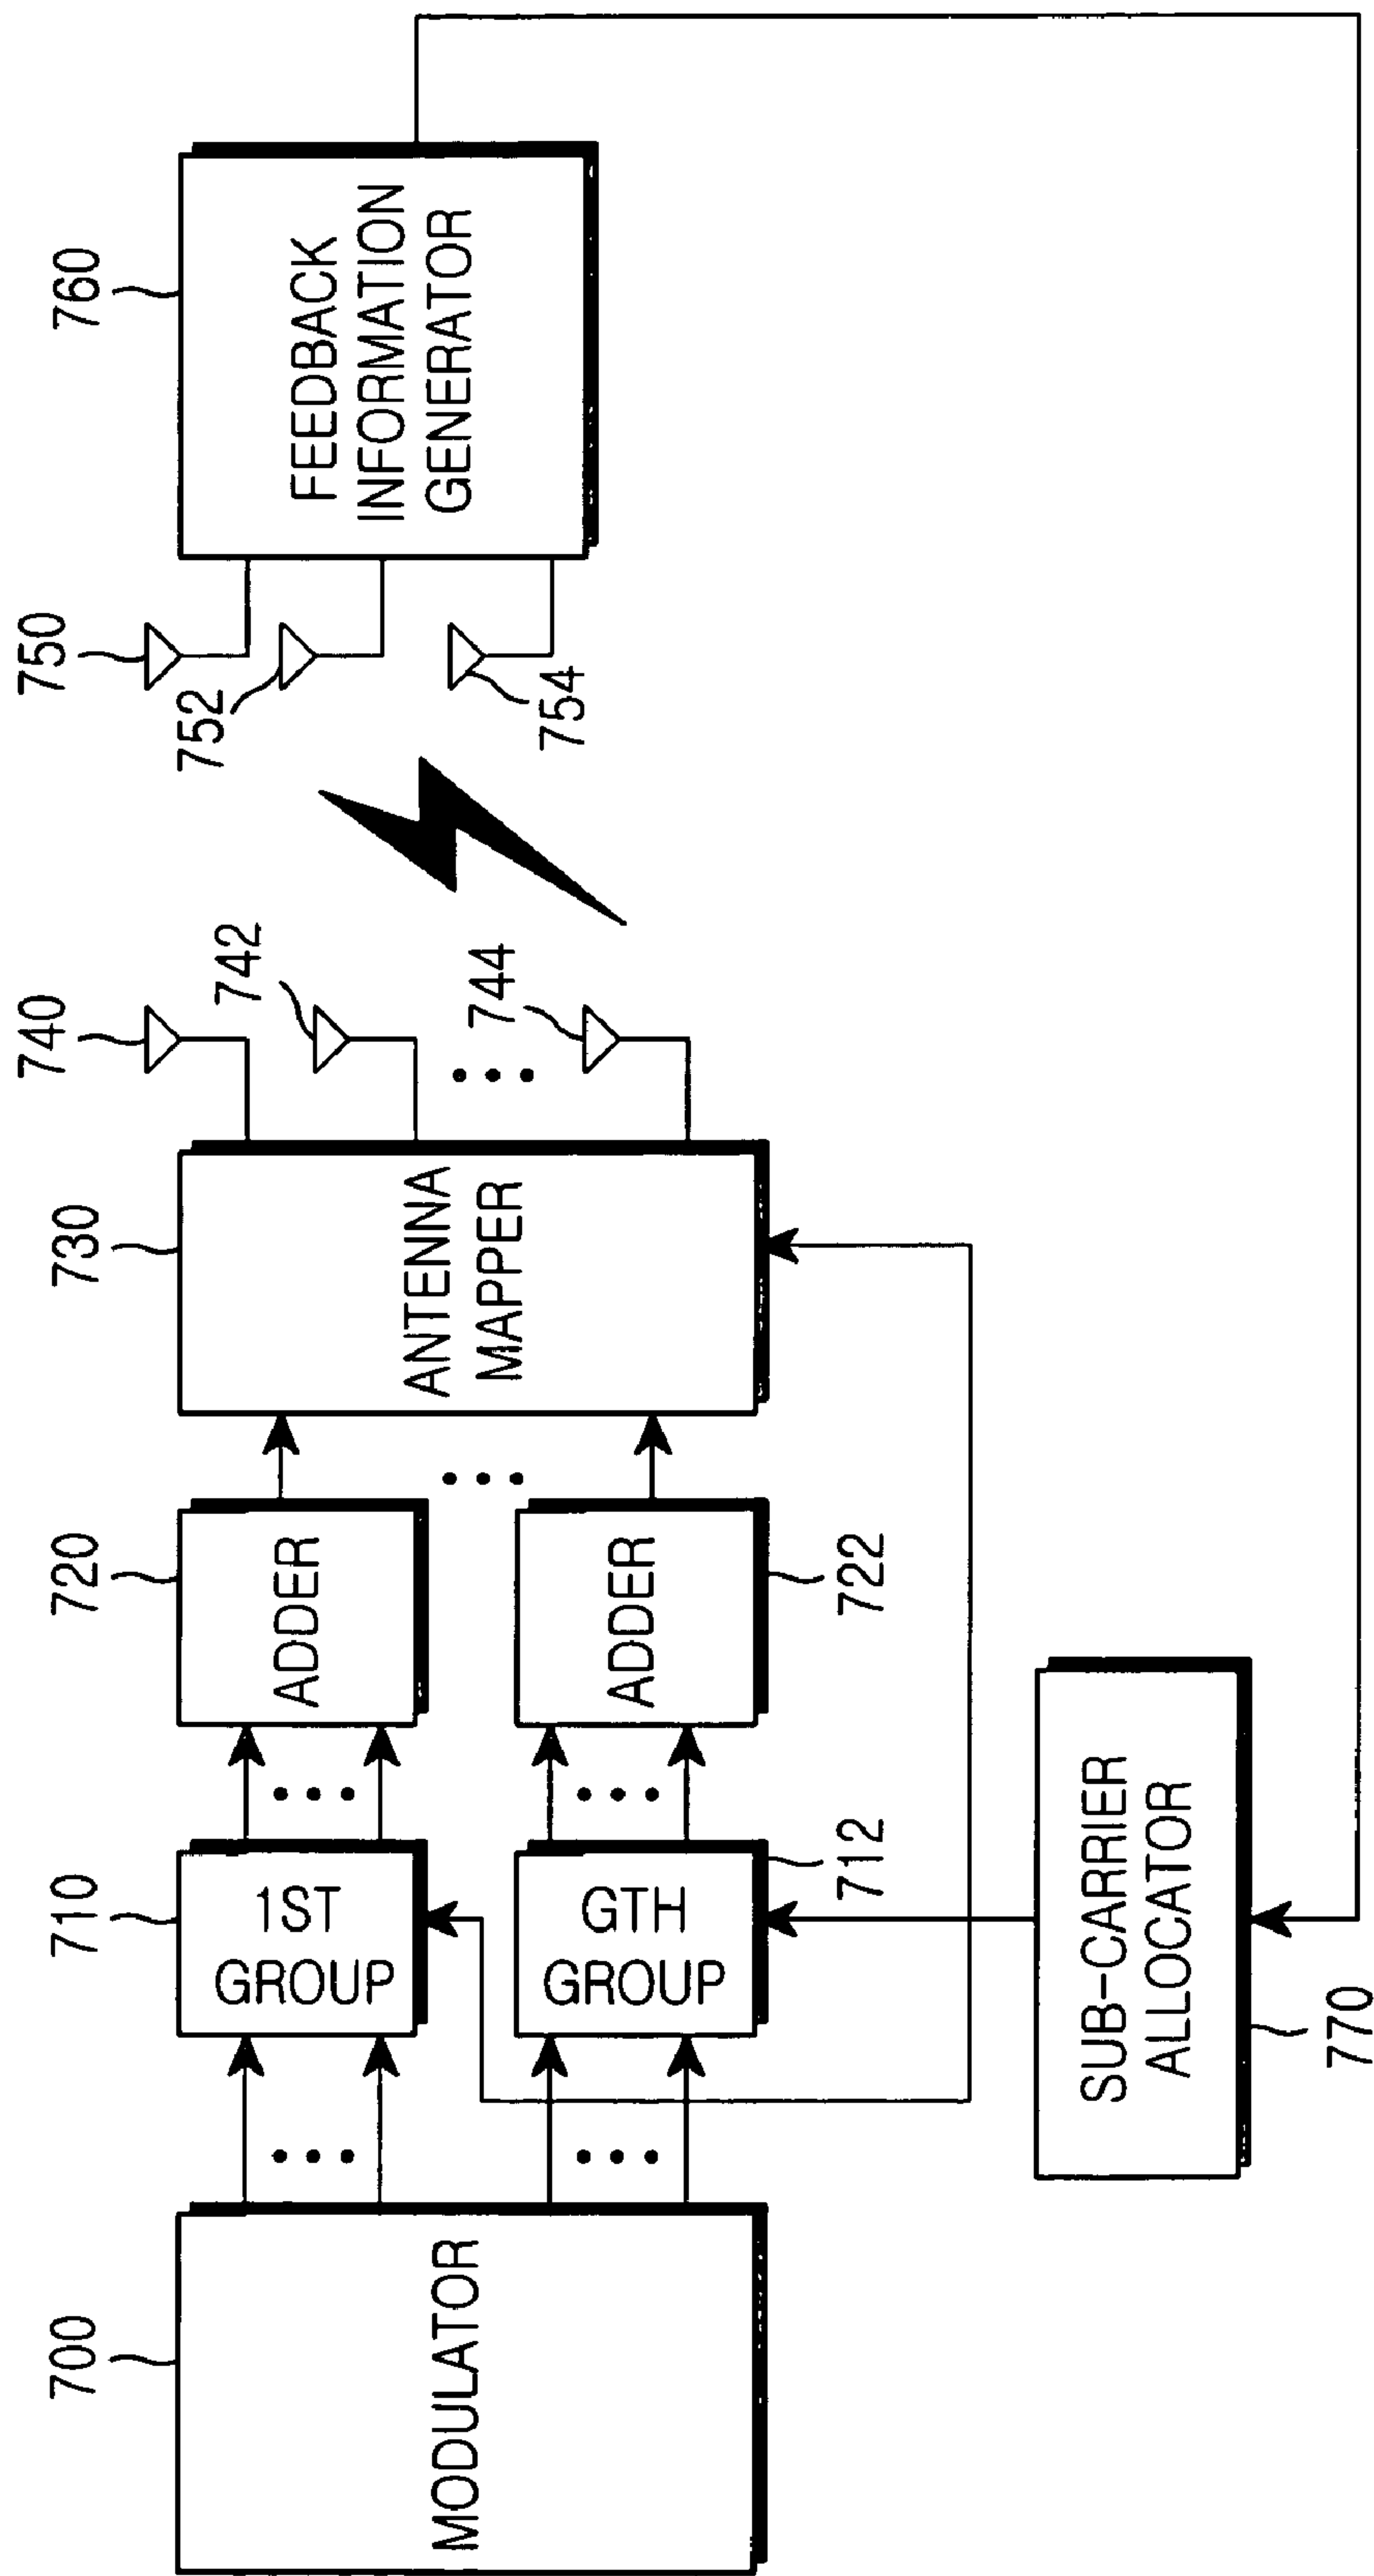 700
MODULATOR
710
1ST
GROUP
GTH
GROUP
712
720
ADDER
ADDER
722
730
ANTENNA
MAPPER
740
742
744
750
752
754
760
FEEDBACK
INFORMATION
GENERATOR
SUB-CARRIER
ALLOCATOR
770